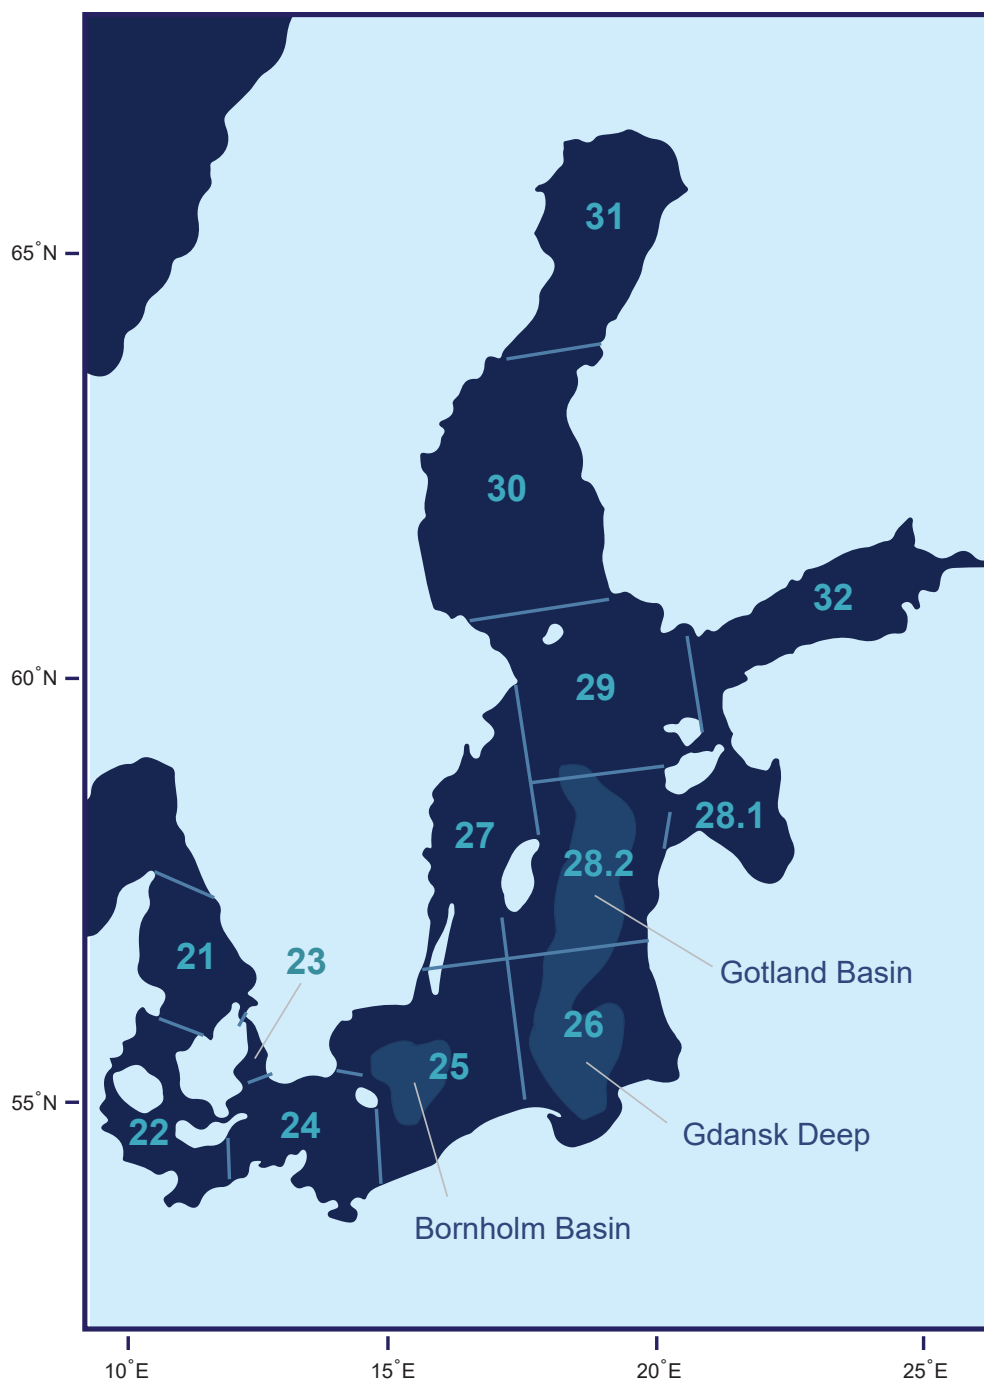 31
65°N
30
32
60°N
29
28.1
27
28.2
21
23
Gotland Basin
26
25
55°N
24
22
Gdansk Deep
Bornholm Basin
10°E
15°E
20°E
25°E